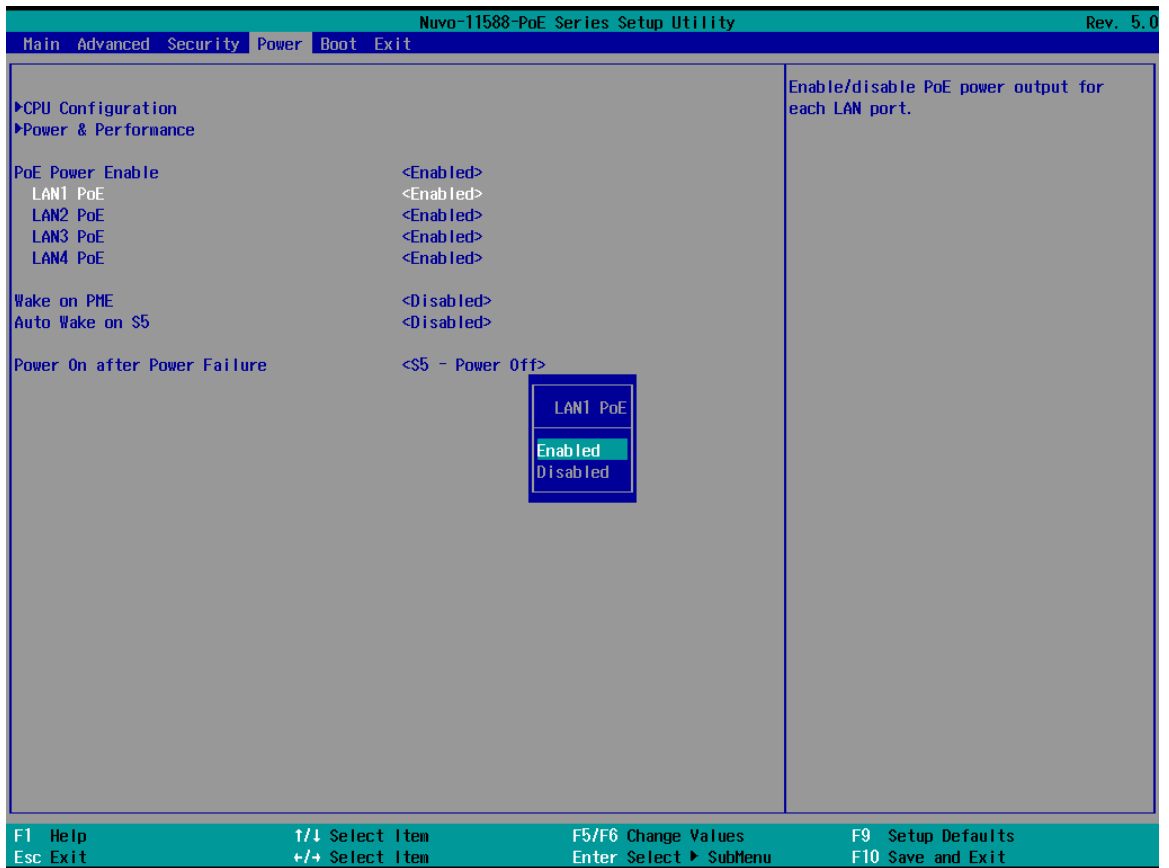 Nuvo-11588-PoE Series Setup Utility Rev. 5.0
Main Advanced Security Power Boot Exit
▶CPU Configuration
▶Power & Performance
PoE Power Enable <Enabled>
LAN1 PoE <Enabled>
LAN2 PoE <Enabled>
LAN3 PoE <Enabled>
LAN4 PoE <Enabled>
Wake on PME <Disabled>
Auto Wake on S5 <Disabled>
Power On after Power Failure <S5 - Power Off>
LAN1 PoE
Enabled
Disabled
Enable/disable PoE power output for
each LAN port.
F1 Help ↑/↓ Select Item F5/F6 Change Values F9 Setup Defaults
Esc Exit ←/→ Select Item Enter Select ▶ SubMenu F10 Save and Exit